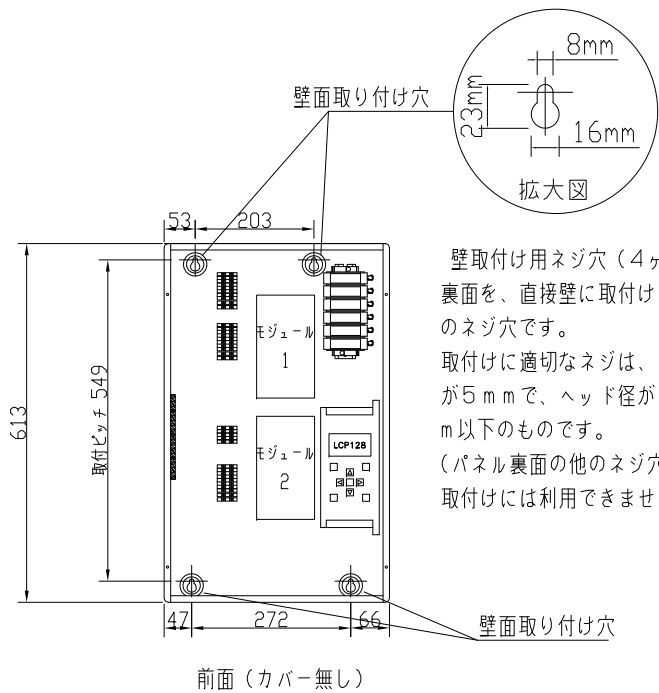 8mm
壁面取り付け穴
23mm
16mm
拡大図
53
203
壁取付け用ネジ穴(4ヶ
裏面を、直接壁に取付け
のネジ穴です。
取付けに適切なネジは、
が5mmで、ヘッド径が
m以下のものです。
(パネル裏面の他のネジ穴
取付けには利用できませ
モジュール
1
613
取付ピッチ 549
LCP128
モジュール
2
47
272
66
壁面取り付け穴
前面(カバー無し)